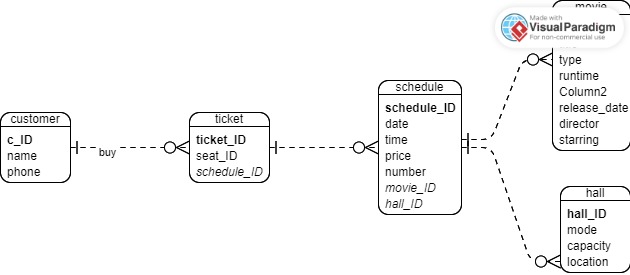 movie
Made with
Visual Paradigm
For non-commercial use
type
runtime
Column2
release_date
director
starring
schedule
schedule_ID
date
time
price
number
movie_ID
hall_ID
customer
c_ID
name
phone
buy
ticket
ticket_ID
seat_ID
schedule_ID
hall
hall_ID
mode
capacity
location